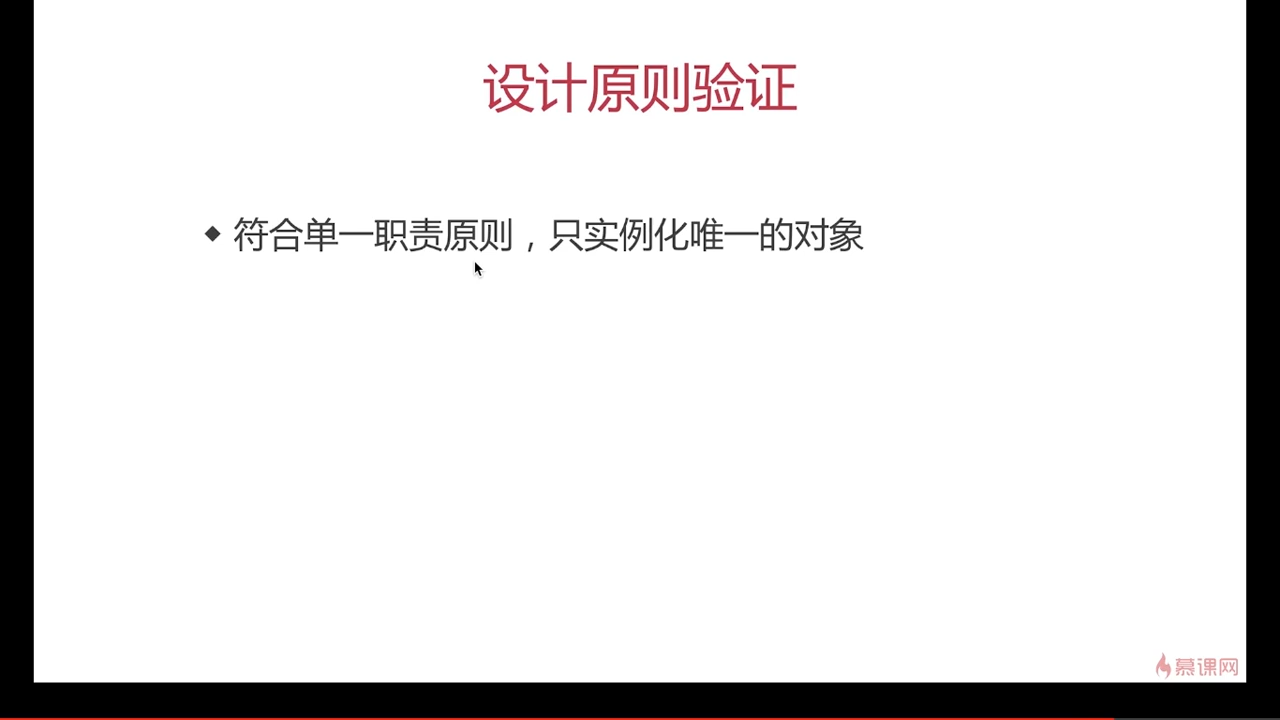 设计原则验证
符合单一职责原则，只实例化唯一的对象
慕课网